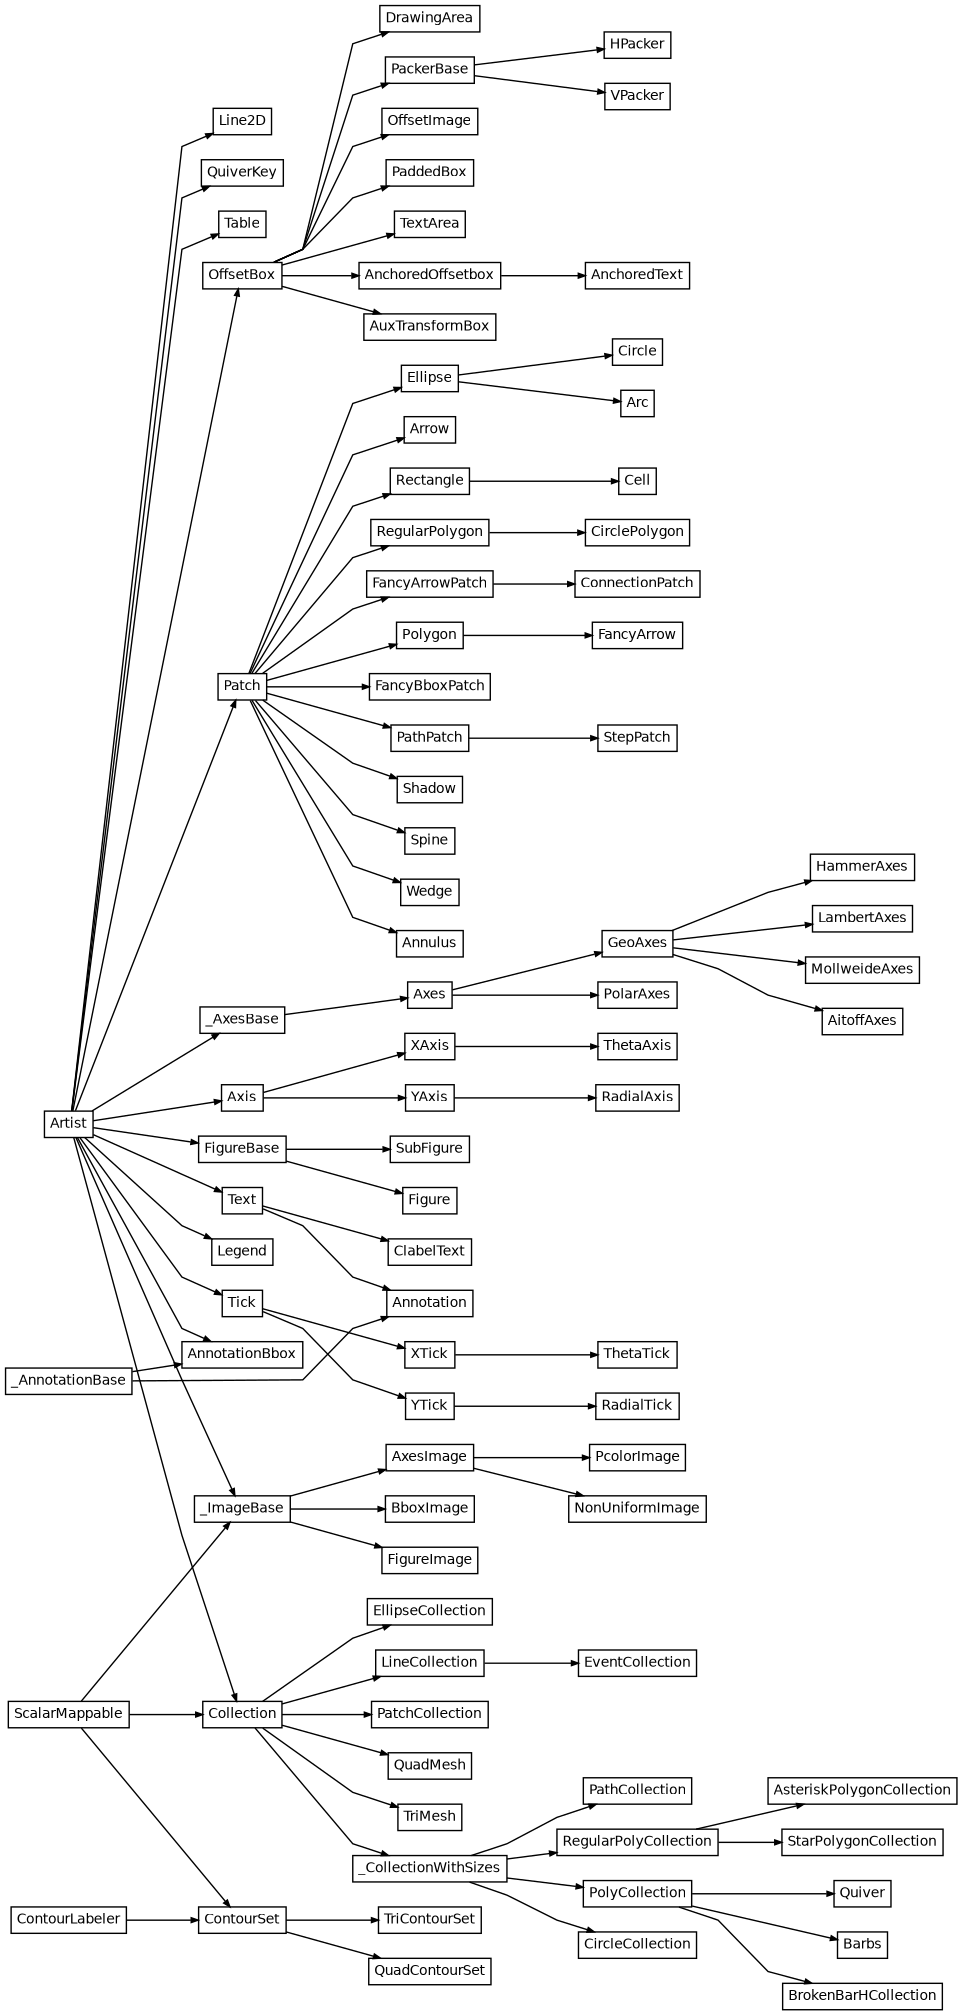 DrawingArea
HPacker
PackerBase
VPacker
Line2D
OffsetImage
QuiverKey
PaddedBox
Table
TextArea
OffsetBox
AnchoredOffsetbox
AnchoredText
AuxTransformBox
Circle
Ellipse
Arc
Arrow
Rectangle
Cell
RegularPolygon
CirclePolygon
FancyArrowPatch
ConnectionPatch
Polygon
FancyArrow
Patch
FancyBboxPatch
PathPatch
StepPatch
Shadow
Spine
HammerAxes
Wedge
LambertAxes
Annulus
GeoAxes
MollweideAxes
Axes
PolarAxes
_AxesBase
AitoffAxes
XAxis
ThetaAxis
Axis
YAxis
RadialAxis
Artist
FigureBase
SubFigure
Text
Figure
Legend
ClabelText
Tick
Annotation
AnnotationBbox
XTick
ThetaTick
_AnnotationBase
YTick
RadialTick
AxesImage
PcolorImage
_ImageBase
BboxImage
NonUniformImage
FigureImage
EllipseCollection
LineCollection
EventCollection
ScalarMappable
Collection
PatchCollection
QuadMesh
PathCollection
AsteriskPolygonCollection
TriMesh
RegularPolyCollection
StarPolygonCollection
_CollectionWithSizes
PolyCollection
Quiver
ContourLabeler
ContourSet
TriContourSet
CircleCollection
Barbs
QuadContourSet
BrokenBarHCollection